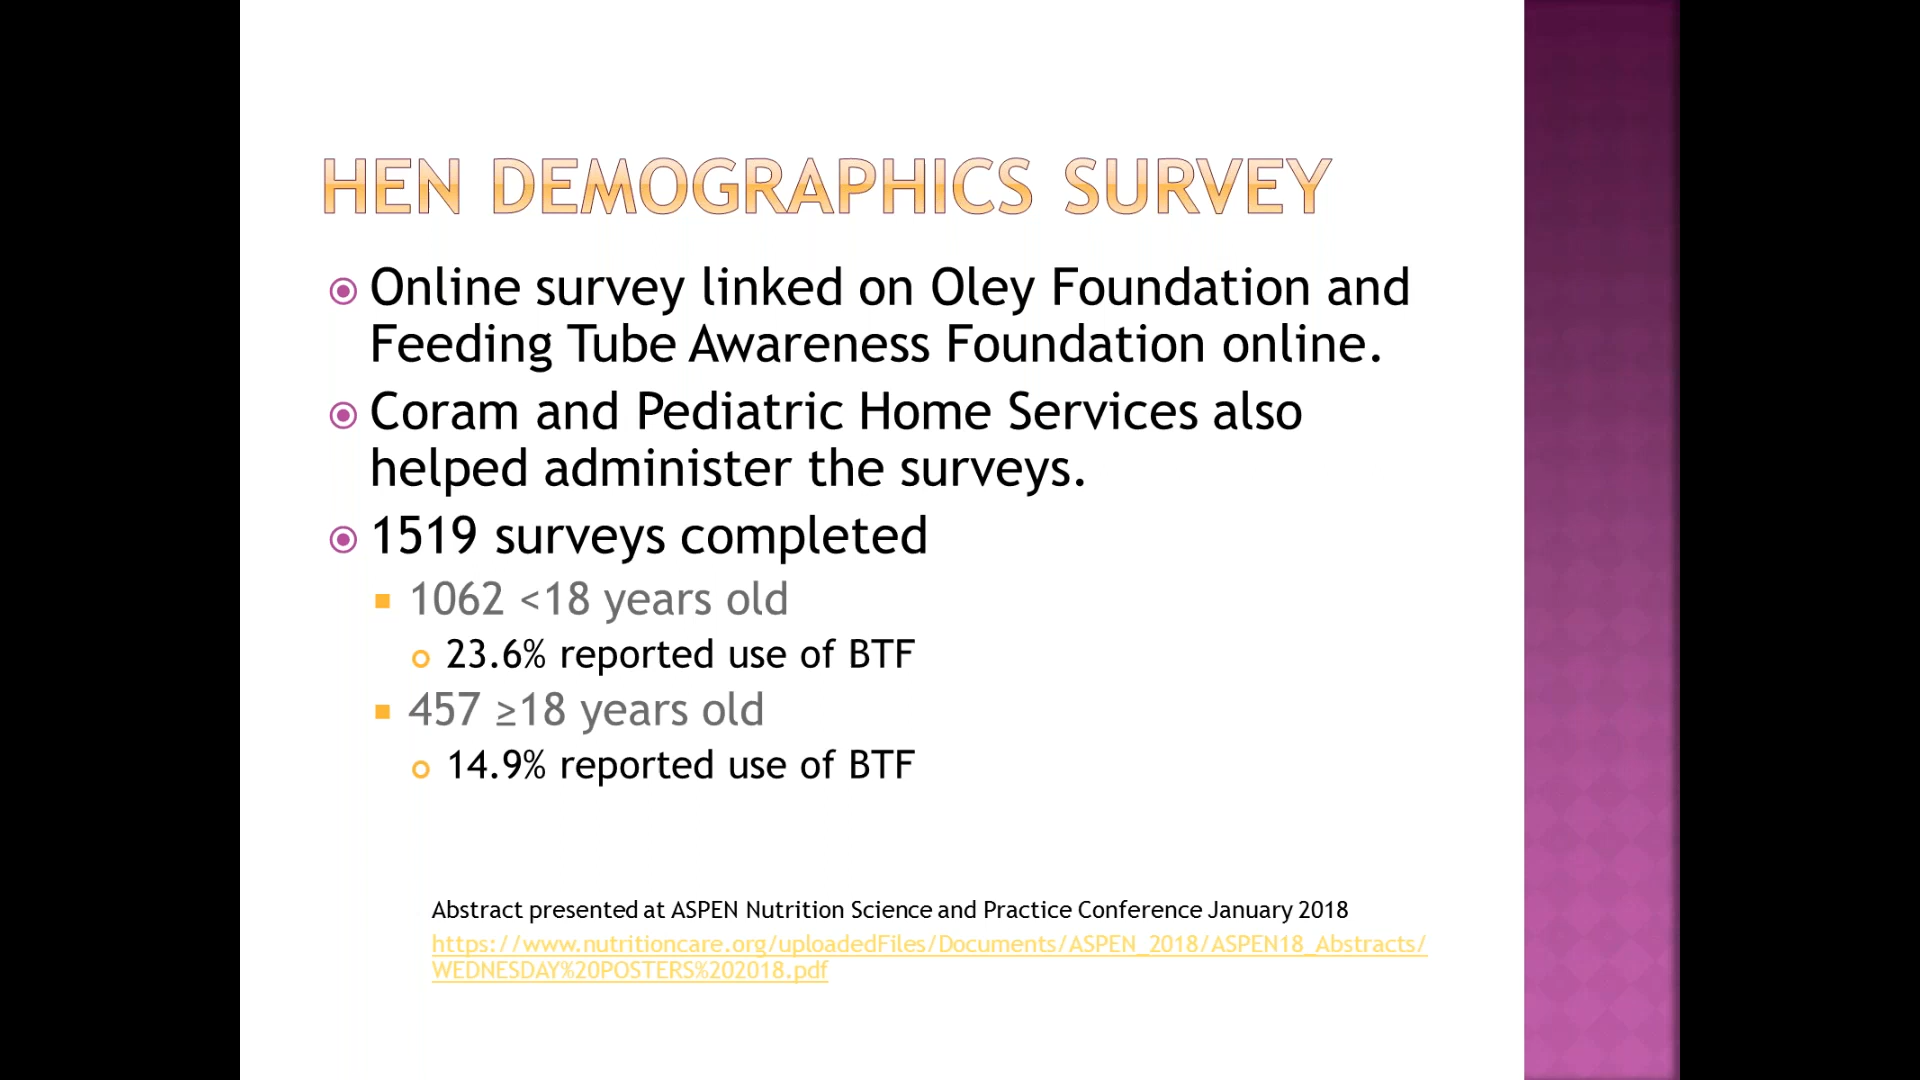 HEN DEMOGRAPHICS SURVEY
Online survey linked on Oley Foundation and
Feeding Tube Awareness Foundation online.
Coram and Pediatric Home Services also
helped administer the surveys.
1519 surveys completed
1062 <18 years old
23.6% reported use of BTF
457 ≥18 years old
14.9% reported use of BTF
Abstract presented at ASPEN Nutrition Science and Practice Conference January 2018
https://www.nutritioncare.org/uploadedFiles/Documents/ASPEN_2018/ASPEN18_Abstracts/
WEDNESDAY%20POSTERS%202018.pdf